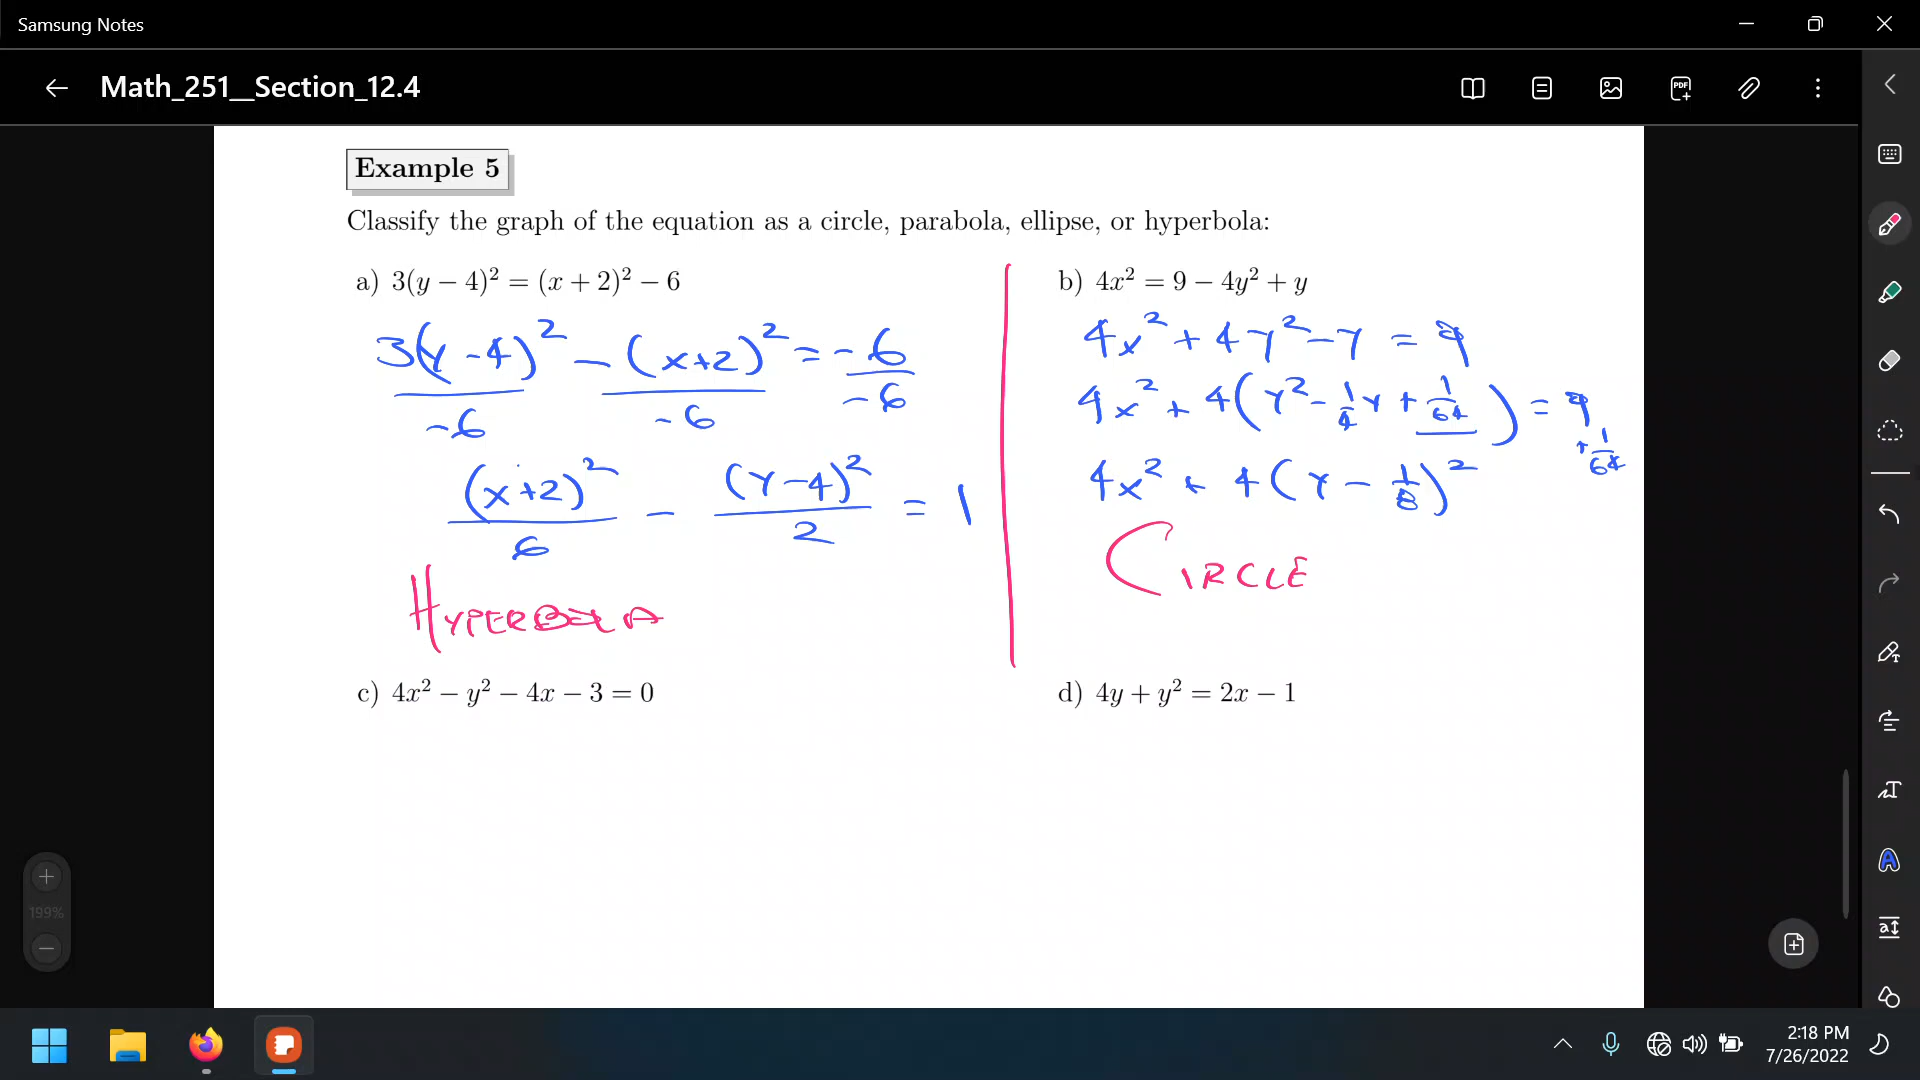 Samsung Notes
Math_251__Section_12.4
Example 5
Classify the graph of the equation as a circle, parabola, ellipse, or hyperbola:
a) 3(y − 4)² = (x + 2)² − 6
3(y - 4)² - (x+2)² = -6
-6 -6 -6
(x+2)²/6 - (y-4)²/2 = 1
HYPERBOLA
b) 4x² = 9 − 4y² + y
4x² + 4y² - y = 9
4x² + 4(y² - 1/4 y + 1/64) = 9 + 1/64
4x² + 4(y - 1/8)²
CIRCLE
c) 4x² − y² − 4x − 3 = 0
d) 4y + y² = 2x − 1
199%
2:18 PM
7/26/2022